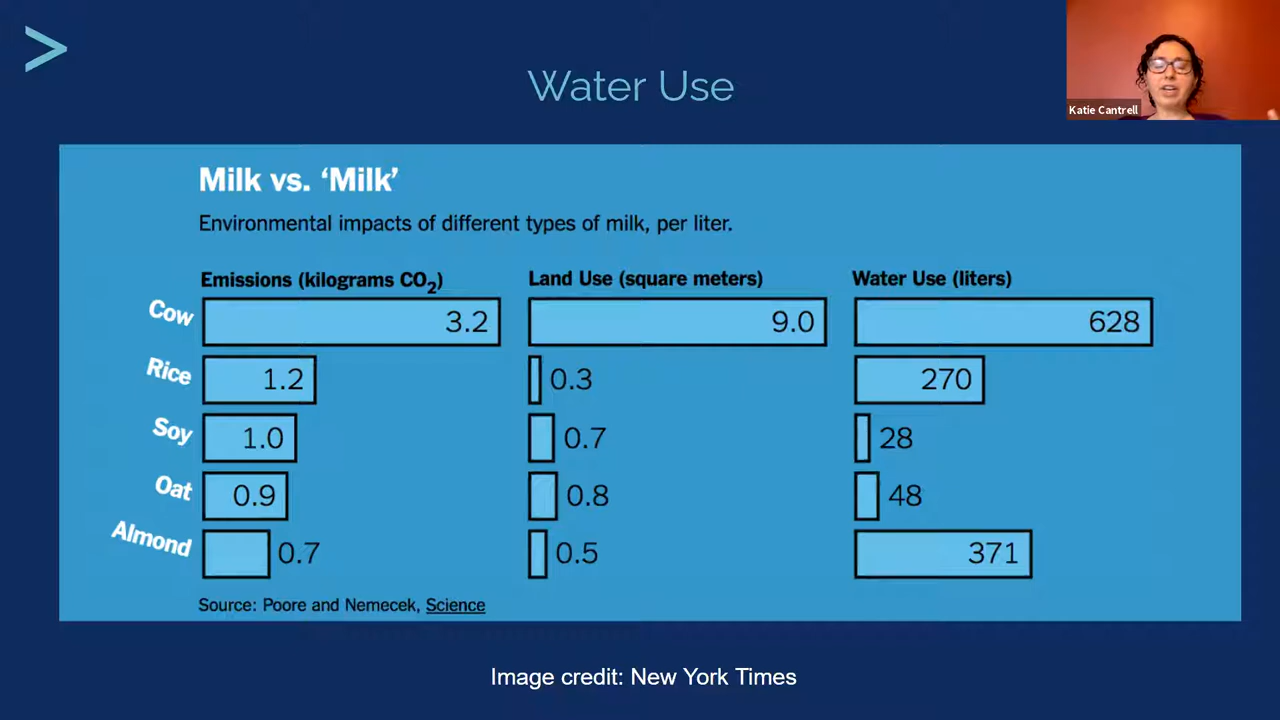 Water Use
Katie Cantrell
Milk vs. ‘Milk’
Environmental impacts of different types of milk, per liter.
Emissions (kilograms CO₂) Land Use (square meters) Water Use (liters)
Cow 3.2 9.0 628
Rice 1.2 0.3 270
Soy 1.0 0.7 28
Oat 0.9 0.8 48
Almond 0.7 0.5 371
Source: Poore and Nemecek, Science
Image credit: New York Times